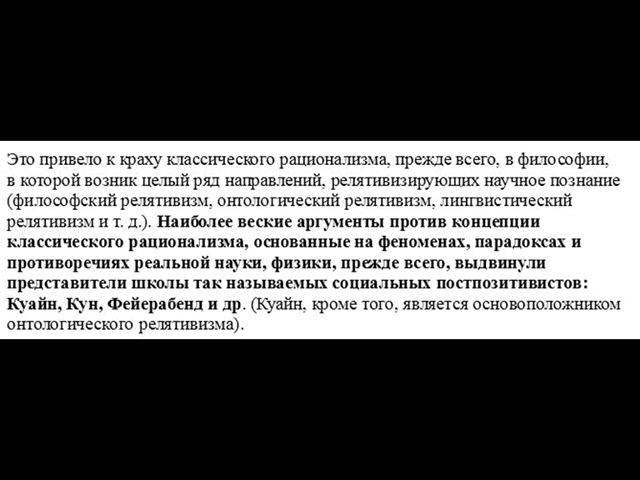 Это привело к краху классического рационализма, прежде всего, в философии,
в которой возник целый ряд направлений, релятивизирующих научное познание
(философский релятивизм, онтологический релятивизм, лингвистический
релятивизм и т. д.). Наиболее веские аргументы против концепции
классического рационализма, основанные на феноменах, парадоксах и
противоречиях реальной науки, физики, прежде всего, выдвинули
представители школы так называемых социальных постпозитивистов:
Куайн, Кун, Фейерабенд и др. (Куайн, кроме того, является основоположником
онтологического релятивизма).